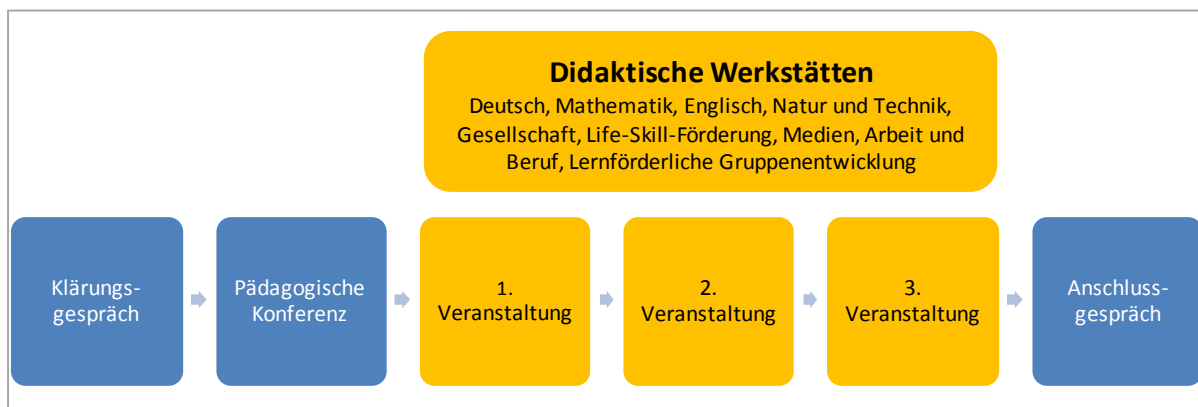 Didaktische Werkstätten
Deutsch, Mathematik, Englisch, Natur und Technik,
Gesellschaft, Life-Skill-Förderung, Medien, Arbeit und
Beruf, Lernförderliche Gruppenentwicklung
Klärungs-
gespräch
Pädagogische
Konferenz
1.
Veranstaltung
2.
Veranstaltung
3.
Veranstaltung
Anschluss-
gespräch